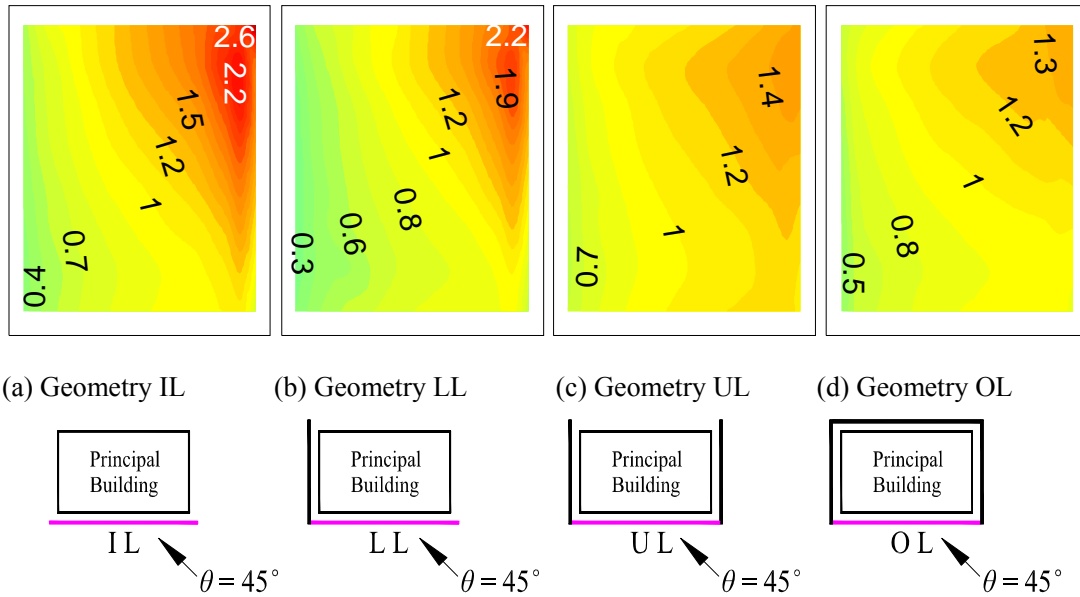 2.6
2.2
1.5
1.2
1
0.7
0.4
2.2
1.9
1.2
1
0.8
0.6
0.3
1.4
1.2
1
0.7
1.3
1.2
1
0.8
0.5
(a) Geometry IL
(b) Geometry LL
(c) Geometry UL
(d) Geometry OL
Principal
Building
I L
θ = 45°
Principal
Building
L L
θ = 45°
Principal
Building
U L
θ = 45°
Principal
Building
O L
θ = 45°